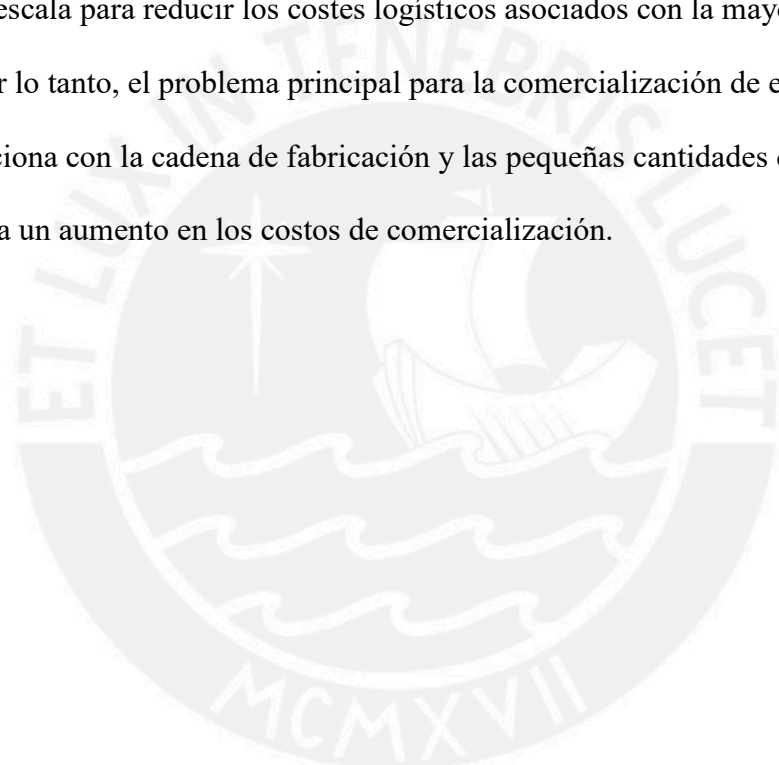 escala para reducir los costes logísticos asociados con la
lo tanto, el problema principal para la comercialización de
con la cadena de fabricación y las pequeñas cantidades
a un aumento en los costos de comercialización.
ET LUX IN TENEBRIS LUCET
MCMXVII